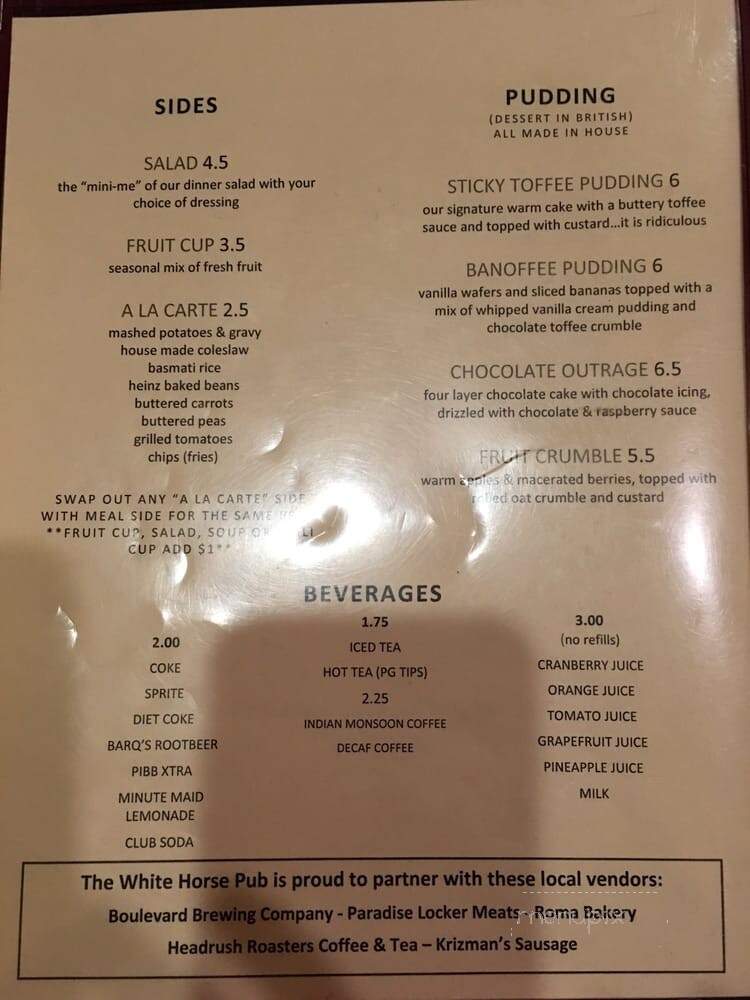 SIDES
SALAD 4.5
the "mini-me" of our dinner salad with your
choice of dressing
FRUIT CUP 3.5
seasonal mix of fresh fruit
A LA CARTE 2.5
mashed potatoes & gravy
house made coleslaw
basmati rice
heinz baked beans
buttered carrots
buttered peas
grilled tomatoes
chips (fries)
SWAP OUT ANY "A LA CARTE" SIDE
WITH MEAL SIDE FOR THE SAME
**FRUIT CUP, SALAD, SOUP OR
CUP ADD $1**
PUDDING
(DESSERT IN BRITISH)
ALL MADE IN HOUSE
STICKY TOFFEE PUDDING 6
our signature warm cake with a buttery toffee
sauce and topped with custard...it is ridiculous
BANOFFEE PUDDING 6
vanilla wafers and sliced bananas topped with a
mix of whipped vanilla cream pudding and
chocolate toffee crumble
CHOCOLATE OUTRAGE 6.5
four layer chocolate cake with chocolate icing,
drizzled with chocolate & raspberry sauce
FRUIT CRUMBLE 5.5
warm apples & macerated berries, topped with
rolled oat crumble and custard
BEVERAGES
2.00
COKE
SPRITE
DIET COKE
BARQ'S ROOTBEER
PIBB XTRA
MINUTE MAID
LEMONADE
CLUB SODA
1.75
ICED TEA
HOT TEA (PG TIPS)
2.25
INDIAN MONSOON COFFEE
DECAF COFFEE
3.00
(no refills)
CRANBERRY JUICE
ORANGE JUICE
TOMATO JUICE
GRAPEFRUIT JUICE
PINEAPPLE JUICE
MILK
The White Horse Pub is proud to partner with these local vendors:
Boulevard Brewing Company - Paradise Locker Meats - Roma Bakery
Headrush Roasters Coffee & Tea – Krizman's Sausage
menupix